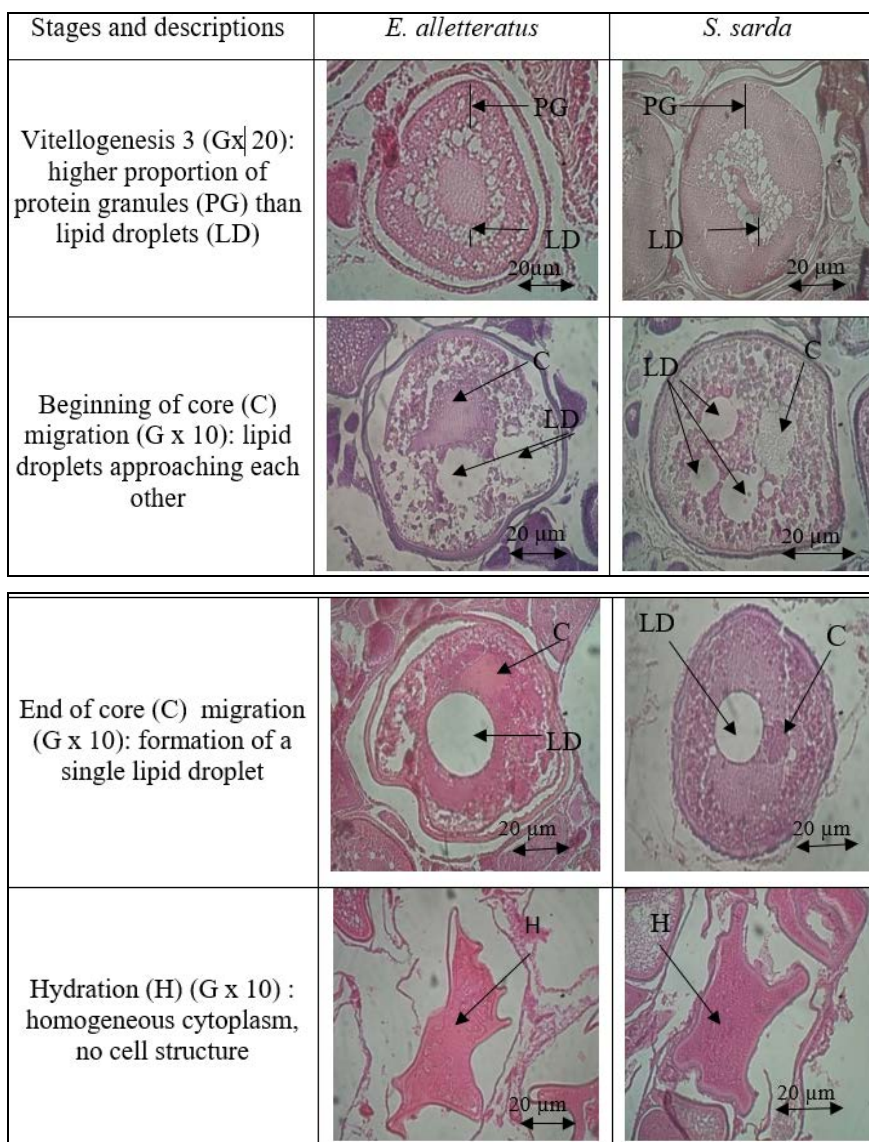 Stages and descriptions
E. alletteratus
S. sarda
Vitellogenesis 3 (Gx|20):
higher proportion of
protein granules (PG) than
lipid droplets (LD)
PG
LD
20µm
PG
LD
20 µm
Beginning of core (C)
migration (G x 10): lipid
droplets approaching each
other
C
LD
20 µm
LD
C
20 µm
End of core (C) migration
(G x 10): formation of a
single lipid droplet
C
LD
20 µm
LD
C
20 µm
Hydration (H) (G x 10) :
homogeneous cytoplasm,
no cell structure
H
20 µm
H
20 µm